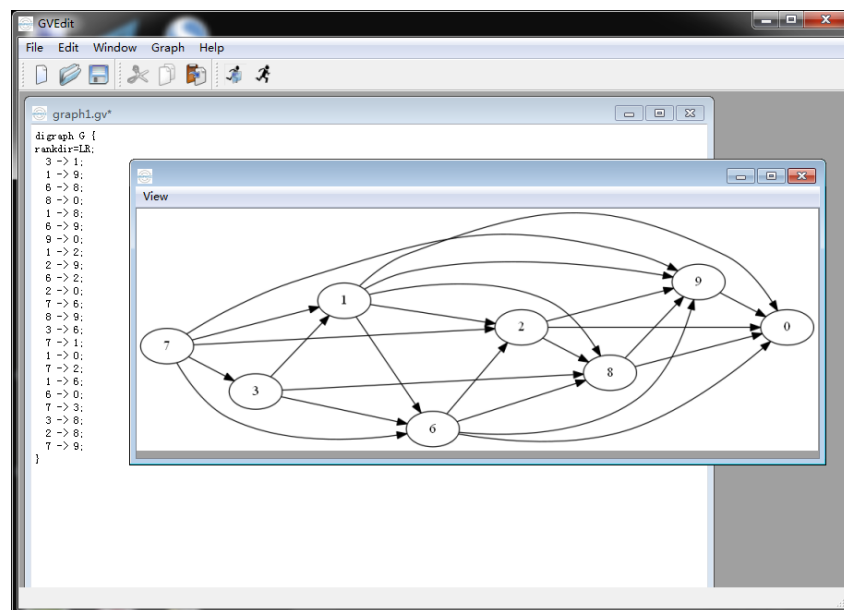 GVEdit
File Edit Window Graph Help
graph1.gv*
digraph G {
rankdir=LR;
3 -> 1;
1 -> 9;
6 -> 8;
8 -> 0;
1 -> 8;
6 -> 9;
9 -> 0;
1 -> 2;
2 -> 9;
6 -> 2;
2 -> 0;
7 -> 6;
8 -> 9;
3 -> 6;
7 -> 1;
1 -> 0;
7 -> 2;
1 -> 6;
6 -> 0;
7 -> 3;
3 -> 8;
2 -> 8;
7 -> 9;
}
View
9
1
2
0
7
8
3
6